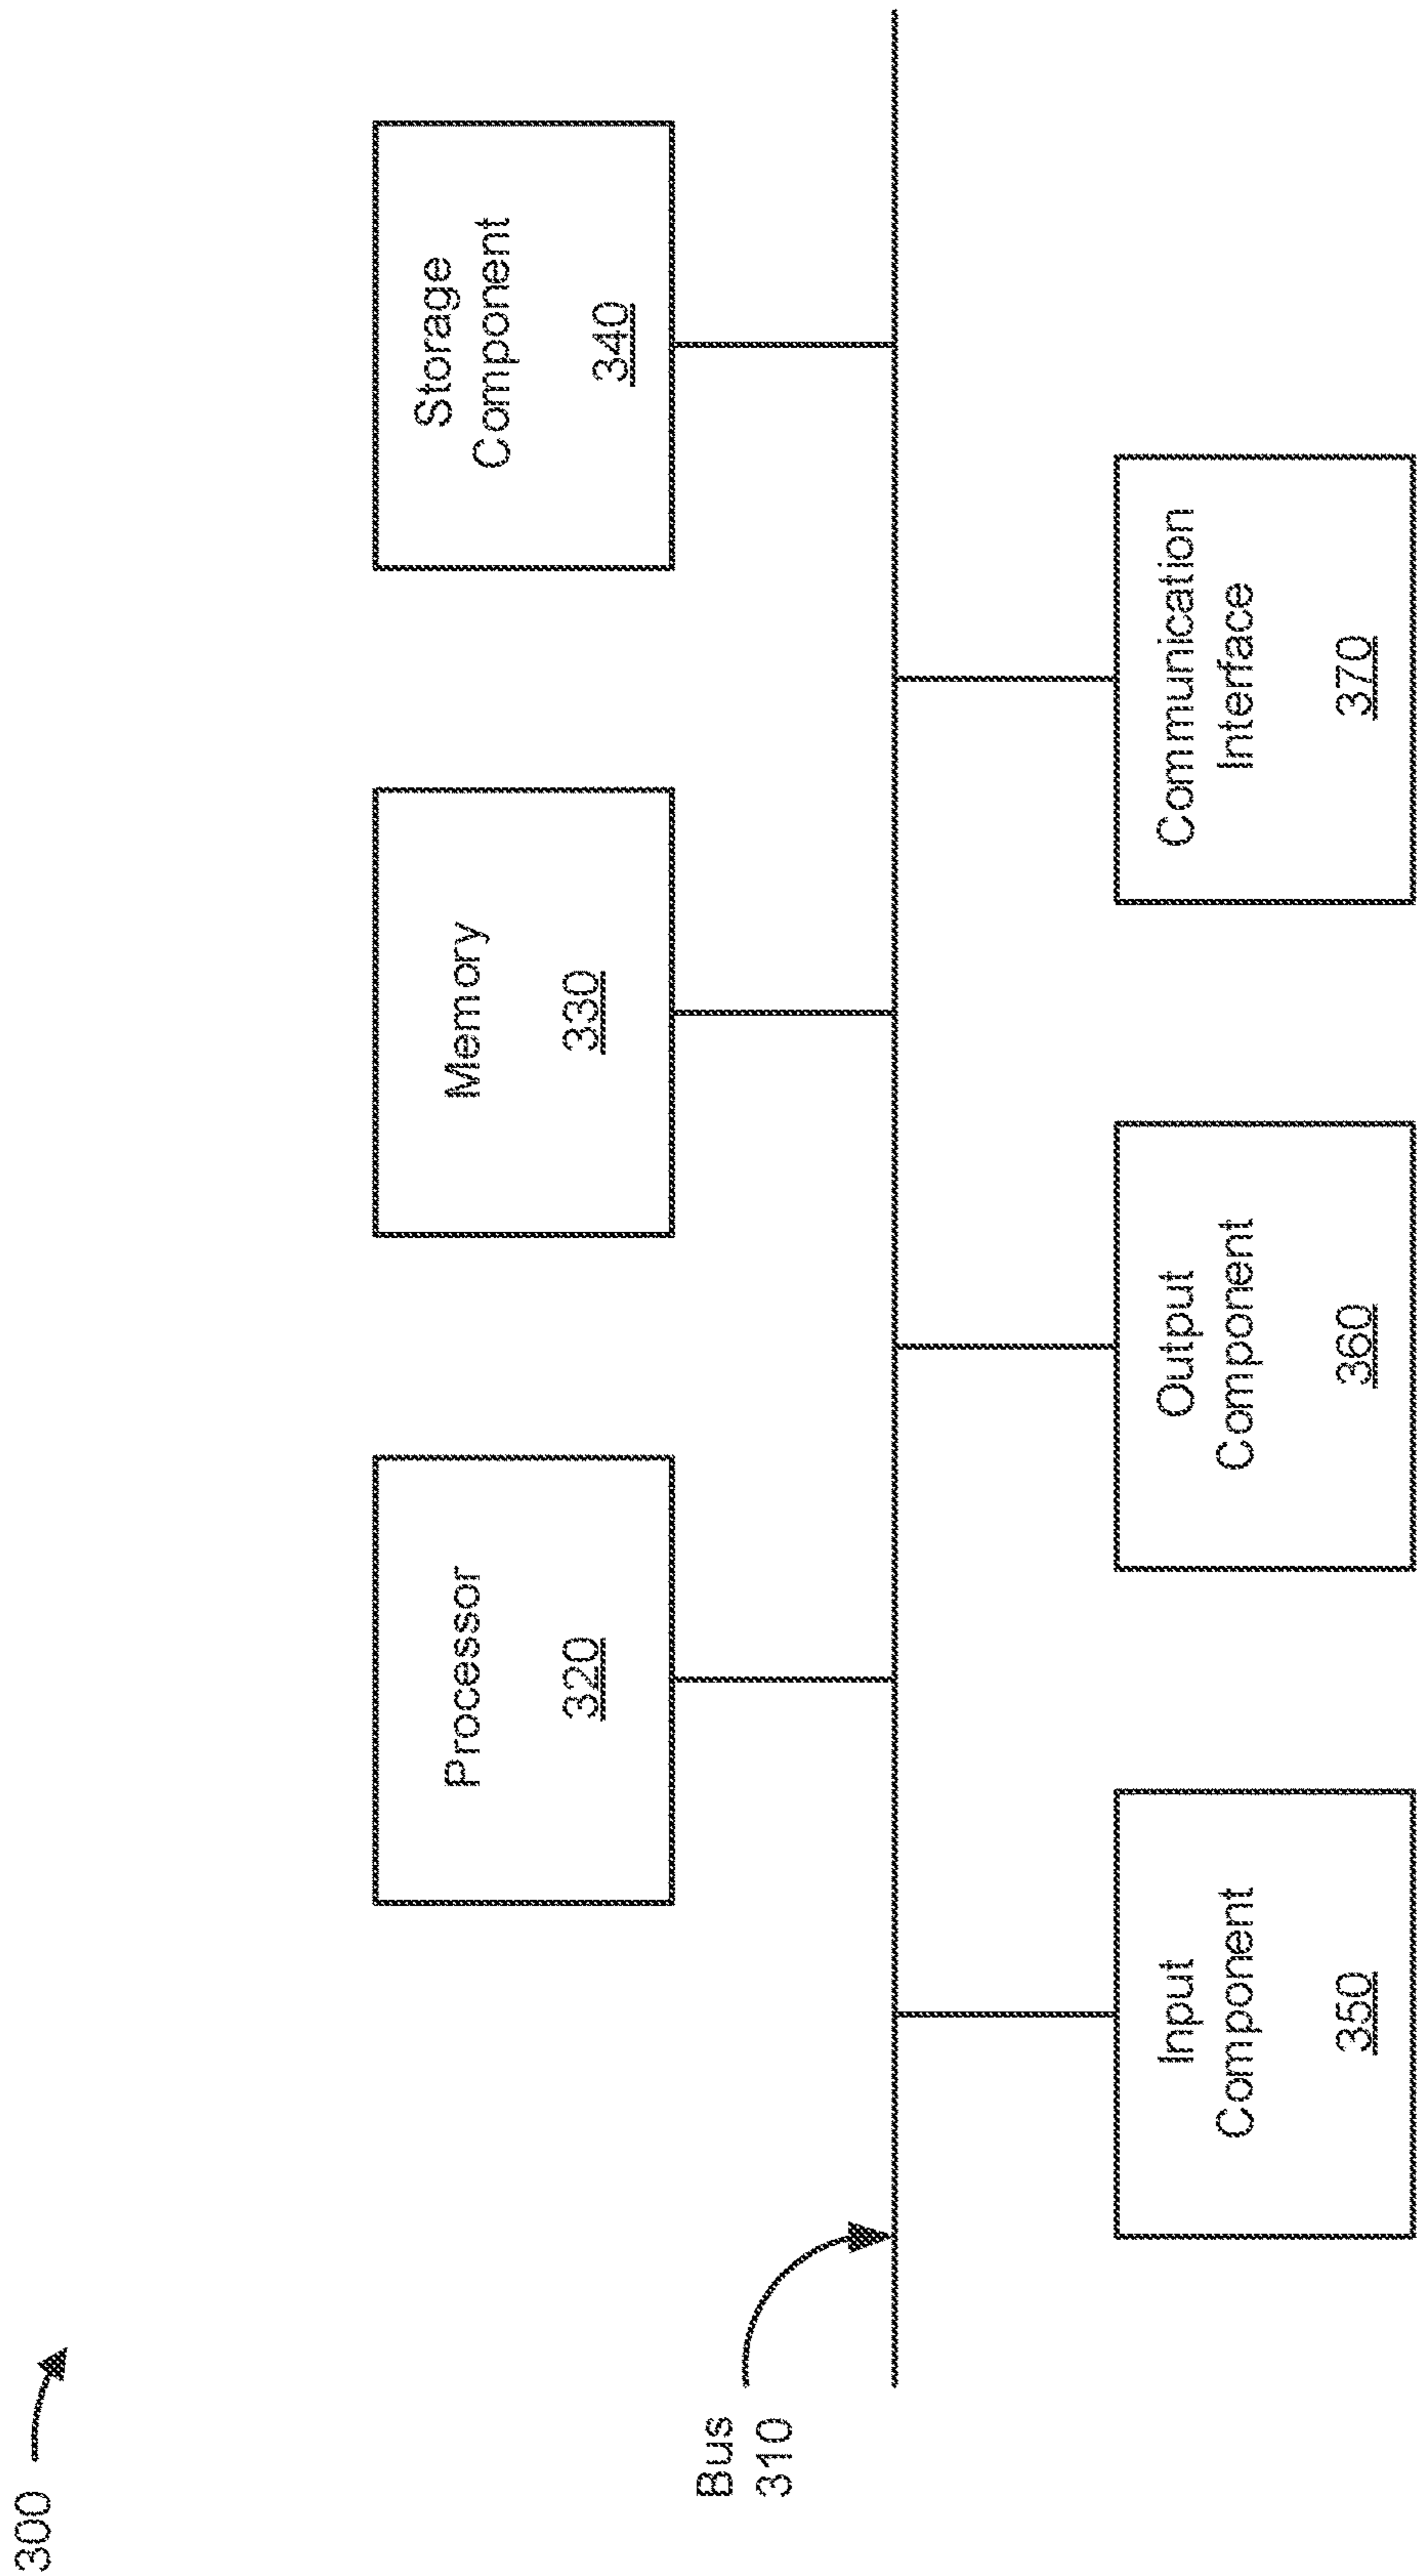 300
Processor
320
Memory
330
Storage
Component
340
Bus
310
Input
Component
350
Output
Component
360
Communication
Interface
370